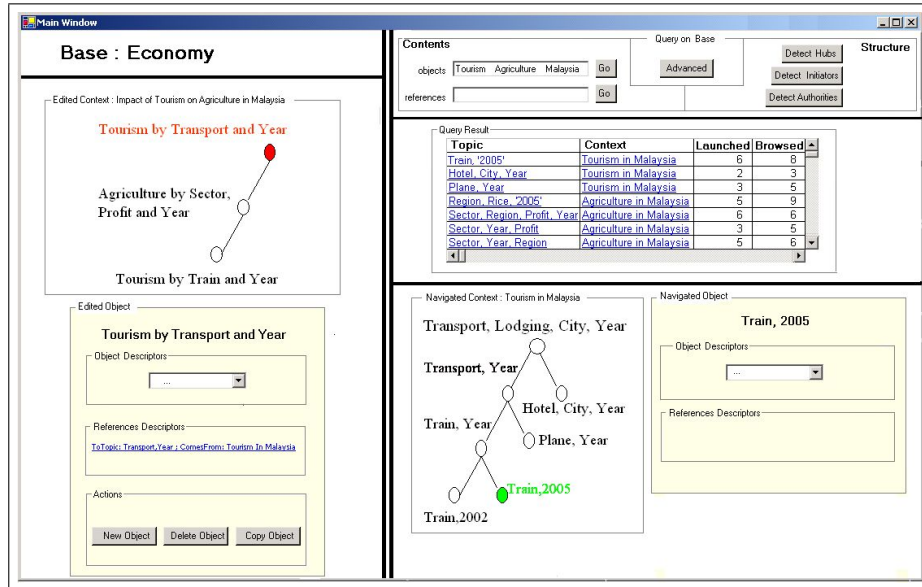 Main Window
Base : Economy
Edited Context : Impact of Tourism on Agriculture in Malaysia
Tourism by Transport and Year
Agriculture by Sector,
Profit and Year
Tourism by Train and Year
Edited Object
Tourism by Transport and Year
Object Descriptors
...
References Descriptors
ToTopic: Transport,Year ; ComesFrom: Tourism In Malaysia
Actions
New Object Delete Object Copy Object
Contents
Query on Base
Structure
objects Tourism Agriculture Malaysia Go
references Go
Advanced
Detect Hubs
Detect Initiators
Detect Authorities
Query Result
Topic Context Launched Browsed
Train, '2005' Tourism in Malaysia 6 8
Hotel, City, Year Tourism in Malaysia 2 3
Plane, Year Tourism in Malaysia 3 5
Region, Rice, '2005' Agriculture in Malaysia 5 9
Sector, Region, Profit, Year Agriculture in Malaysia 6 6
Sector, Year, Profit Agriculture in Malaysia 3 5
Sector, Year, Region Agriculture in Malaysia 5 6
Navigated Context : Tourism in Malaysia
Transport, Lodging, City, Year
Transport, Year
Hotel, City, Year
Train, Year
Plane, Year
Train,2005
Train,2002
Navigated Object
Train, 2005
Object Descriptors
...
References Descriptors